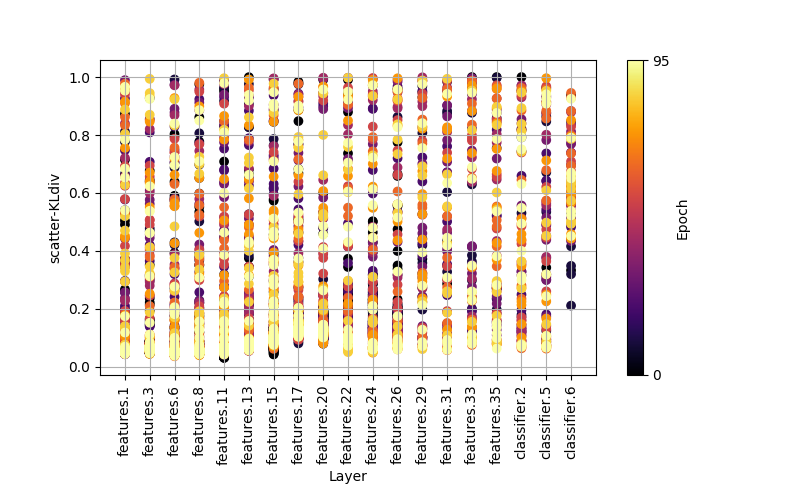 1.0
0.8
0.6
0.4
0.2
0.0
scatter-KLdiv
features.1
features.3
features.6
features.8
features.11
features.13
features.15
features.17
features.20
features.22
features.24
features.26
features.29
features.31
features.33
features.35
classifier.2
classifier.5
classifier.6
Layer
95
0
Epoch